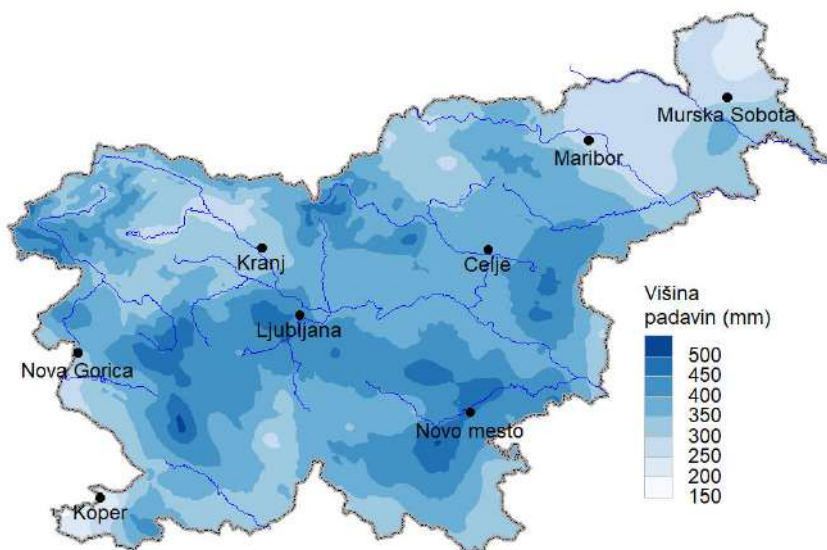 Murska Sobota
Maribor
Kranj
Celje
Ljubljana
Nova Gorica
Novo mesto
Koper
Višina
padavin (mm)
500
450
400
350
300
250
200
150